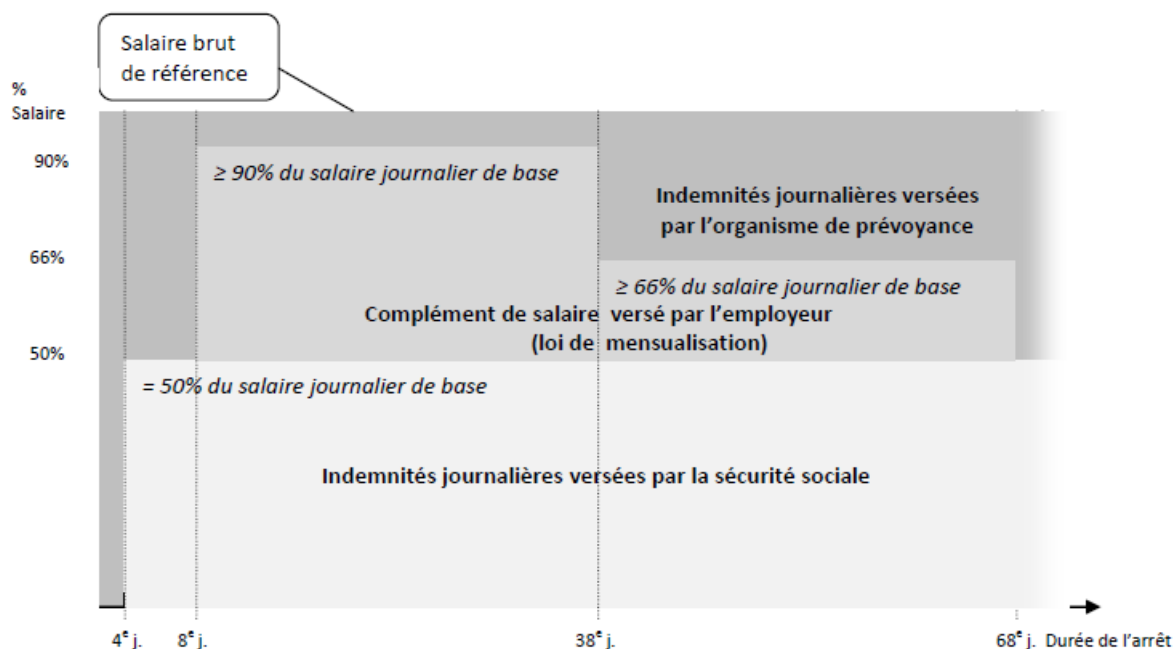 Salaire brut
de référence
%
Salaire
90%
≥ 90% du salaire journalier de base
Indemnités journalières versées
par l'organisme de prévoyance
66%
≥ 66% du salaire journalier de base
Complément de salaire versé par l'employeur
(loi de mensualisation)
50%
= 50% du salaire journalier de base
Indemnités journalières versées par la sécurité sociale
4e j.
8e j.
38e j.
68e j.
Durée de l'arrêt